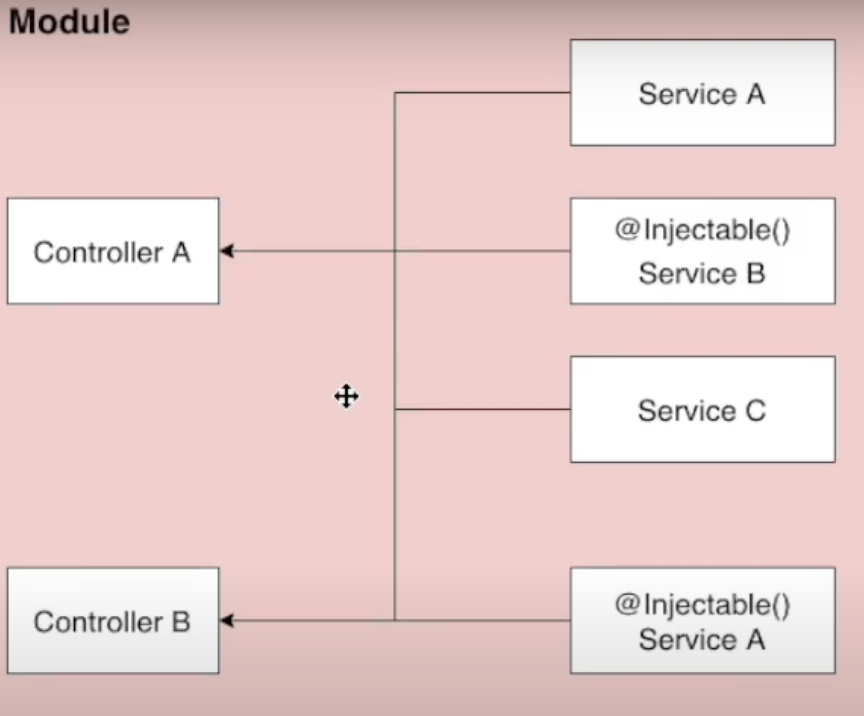 Module
Service A
Controller A
@Injectable()
Service B
Service C
Controller B
@Injectable()
Service A